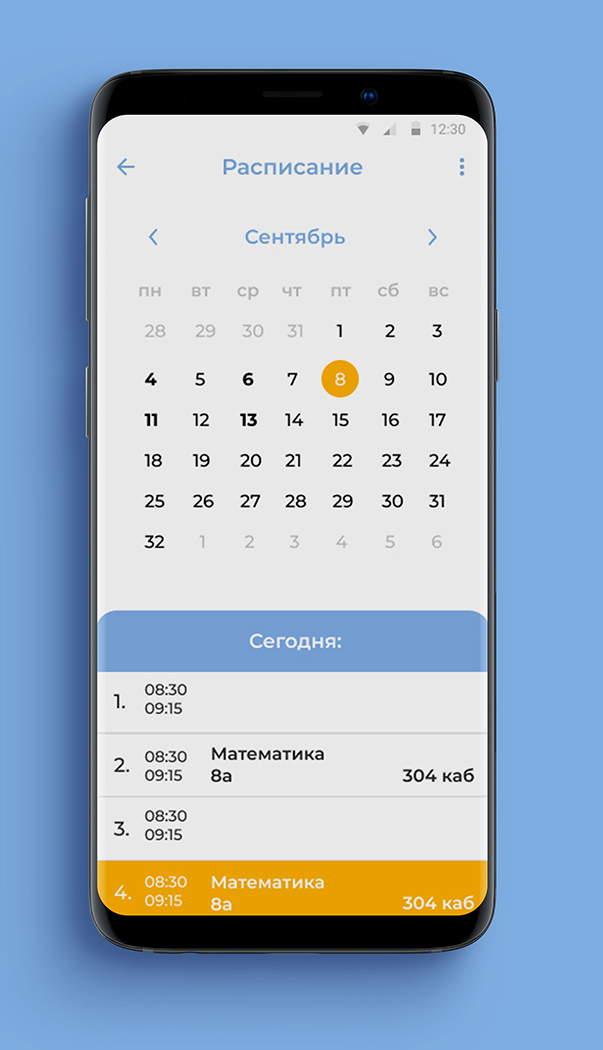 12:30
Расписание
Сентябрь
пн вт ср чт пт сб вс
28 29 30 31 1 2 3
4 5 6 7 8 9 10
11 12 13 14 15 16 17
18 19 20 21 22 23 24
25 26 27 28 29 30 31
32 1 2 3 4 5 6
Сегодня:
1. 08:30
09:15
2. 08:30 Математика
09:15 8а 304 каб
3. 08:30
09:15
4. 08:30 Математика
09:15 8а 304 каб